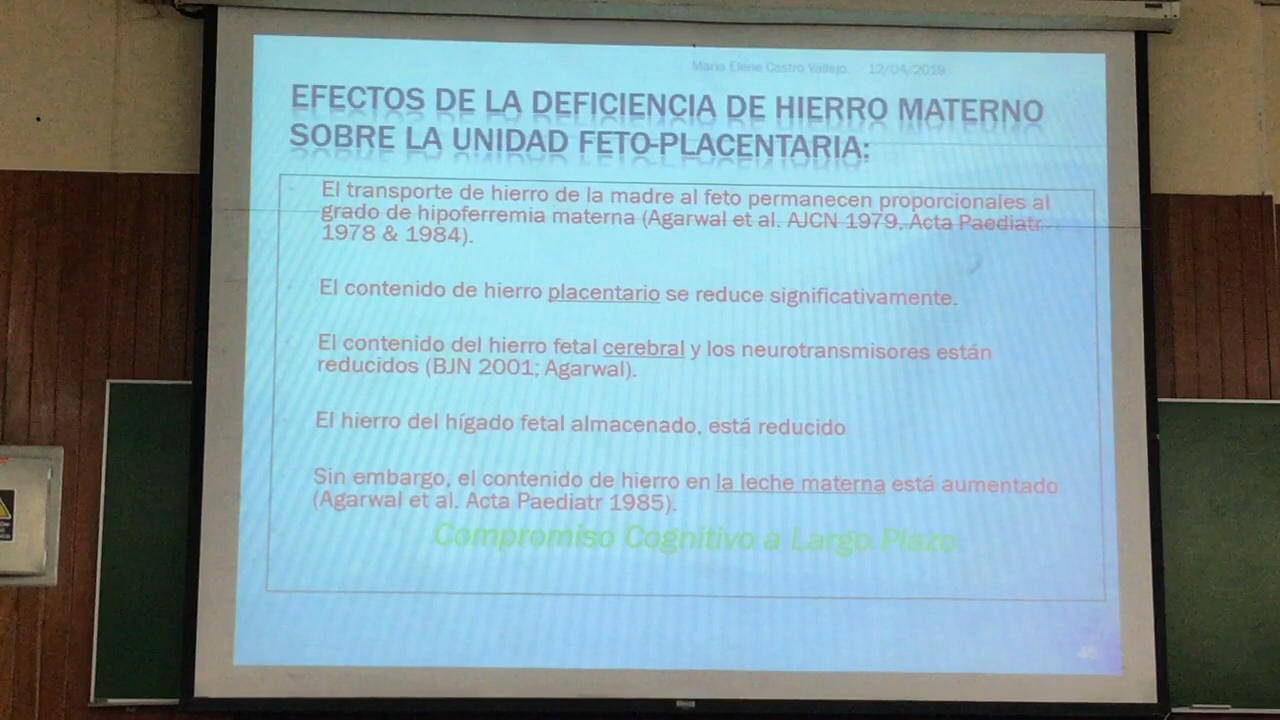 Maria Elene Castro Vallejo. 12/04/2019
EFECTOS DE LA DEFICIENCIA DE HIERRO MATERNO
SOBRE LA UNIDAD FETO-PLACENTARIA:
El transporte de hierro de la madre al feto permanecen proporcionales al
grado de hipoferremia materna (Agarwal et al. AJCN 1979, Acta Paediatr
1978 & 1984).
El contenido de hierro placentario se reduce significativamente.
El contenido del hierro fetal cerebral y los neurotransmisores están
reducidos (BJN 2001; Agarwal).
El hierro del hígado fetal almacenado, está reducido
Sin embargo, el contenido de hierro en la leche materna está aumentado
(Agarwal et al. Acta Paediatr 1985).
Compromiso Cognitivo a Largo Plazo